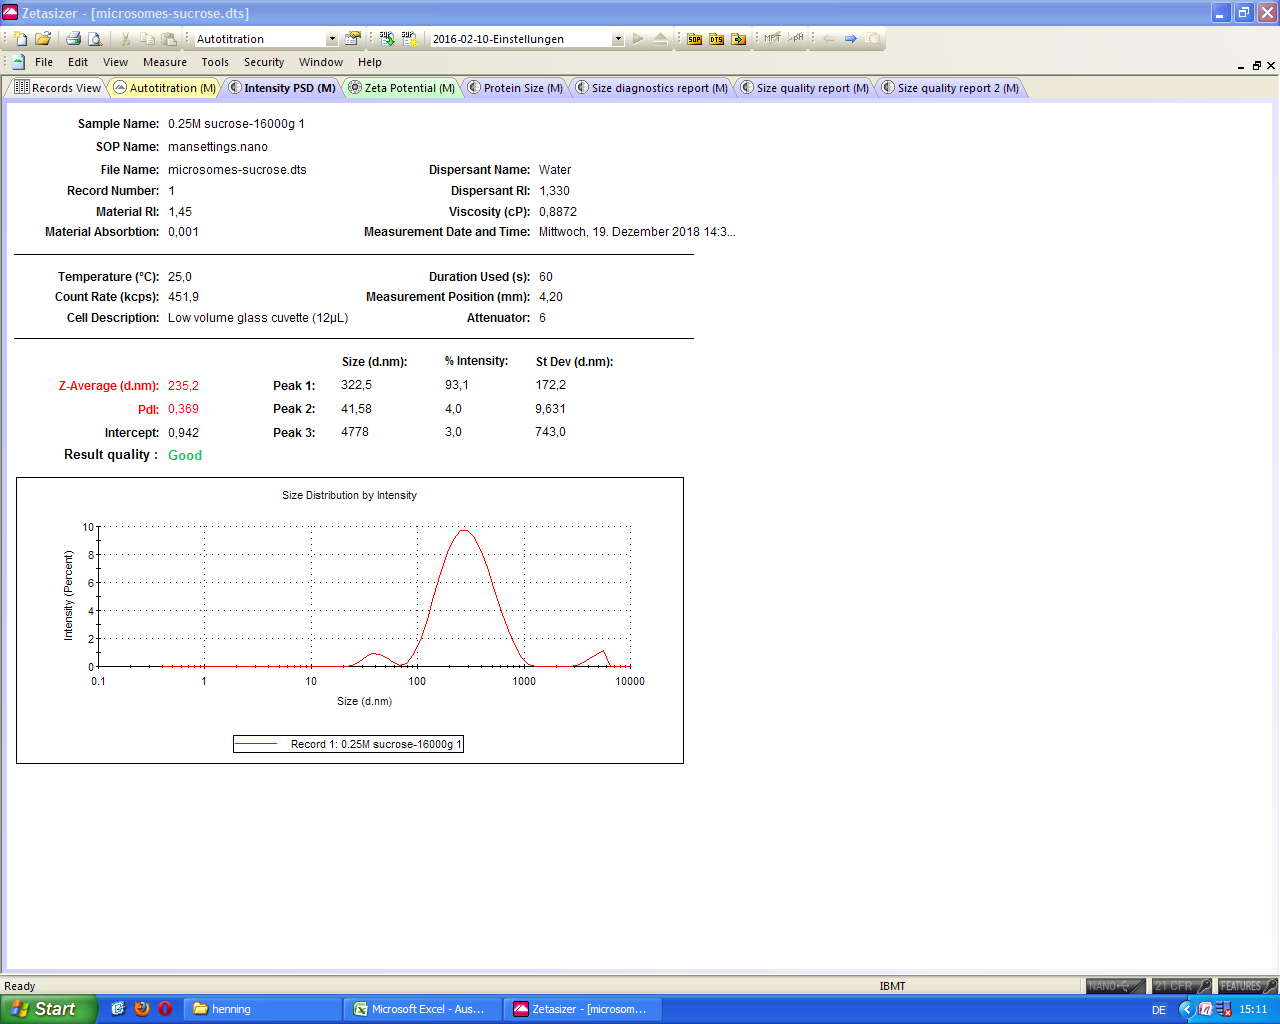 Zetasizer - [microsomes-sucrose.dts]
Autotitration 2016-02-10-Einstellungen
File Edit View Measure Tools Security Window Help
Records View Autotitration (M) Intensity PSD (M) Zeta Potential (M) Protein Size (M) Size diagnostics report (M) Size quality report (M) Size quality report 2 (M)
Sample Name: 0.25M sucrose-16000g 1
SOP Name: mansettings.nano
File Name: microsomes-sucrose.dts Dispersant Name: Water
Record Number: 1 Dispersant RI: 1,330
Material RI: 1,45 Viscosity (cP): 0,8872
Material Absorbtion: 0,001 Measurement Date and Time: Mittwoch, 19. Dezember 2018 14:3...
Temperature (°C): 25,0 Duration Used (s): 60
Count Rate (kcps): 451,9 Measurement Position (mm): 4,20
Cell Description: Low volume glass cuvette (12µL) Attenuator: 6
Size (d.nm): % Intensity: St Dev (d.nm):
Z-Average (d.nm): 235,2 Peak 1: 322,5 93,1 172,2
PdI: 0,369 Peak 2: 41,58 4,0 9,631
Intercept: 0,942 Peak 3: 4778 3,0 743,0
Result quality : Good
Size Distribution by Intensity
Intensity (Percent)
10
8
6
4
2
0
0.1 1 10 100 1000 10000
Size (d.nm)
Record 1: 0.25M sucrose-16000g 1
Ready IBMT NANO 21 CFR FEATURES
Start henning Microsoft Excel - Aus... Zetasizer - [microsom... DE 15:11